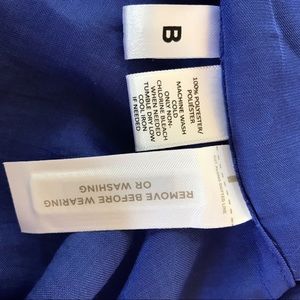 B
100% POLYESTER/
POLIÉSTER
MACHINE WASH
COLD
ONLY NON-
CHLORINE BLEACH
WHEN NEEDED
TUMBLE DRY LOW
COOL IRON
IF NEEDED
REMOVE BEFORE WEARING
OR WASHING